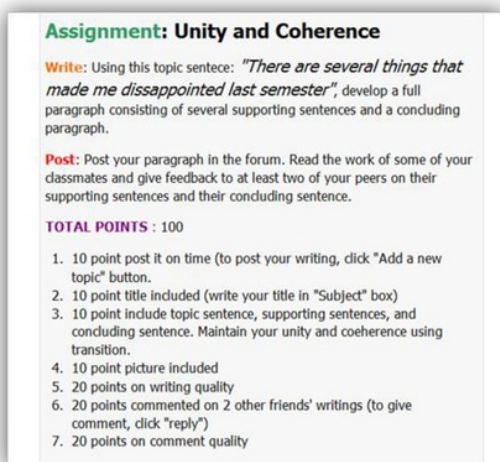 Assignment: Unity and Coherence
Write: Using this topic sentece: "There are several things that
made me dissappointed last semester", develop a full
paragraph consisting of several supporting sentences and a concluding
paragraph.
Post: Post your paragraph in the forum. Read the work of some of your
classmates and give feedback to at least two of your peers on their
supporting sentences and their concluding sentence.
TOTAL POINTS : 100
1. 10 point post it on time (to post your writing, click "Add a new
topic" button.
2. 10 point title included (write your title in "Subject" box)
3. 10 point include topic sentence, supporting sentences, and
concluding sentence. Maintain your unity and coeherence using
transition.
4. 10 point picture included
5. 20 points on writing quality
6. 20 points commented on 2 other friends' writings (to give
comment, click "reply")
7. 20 points on comment quality